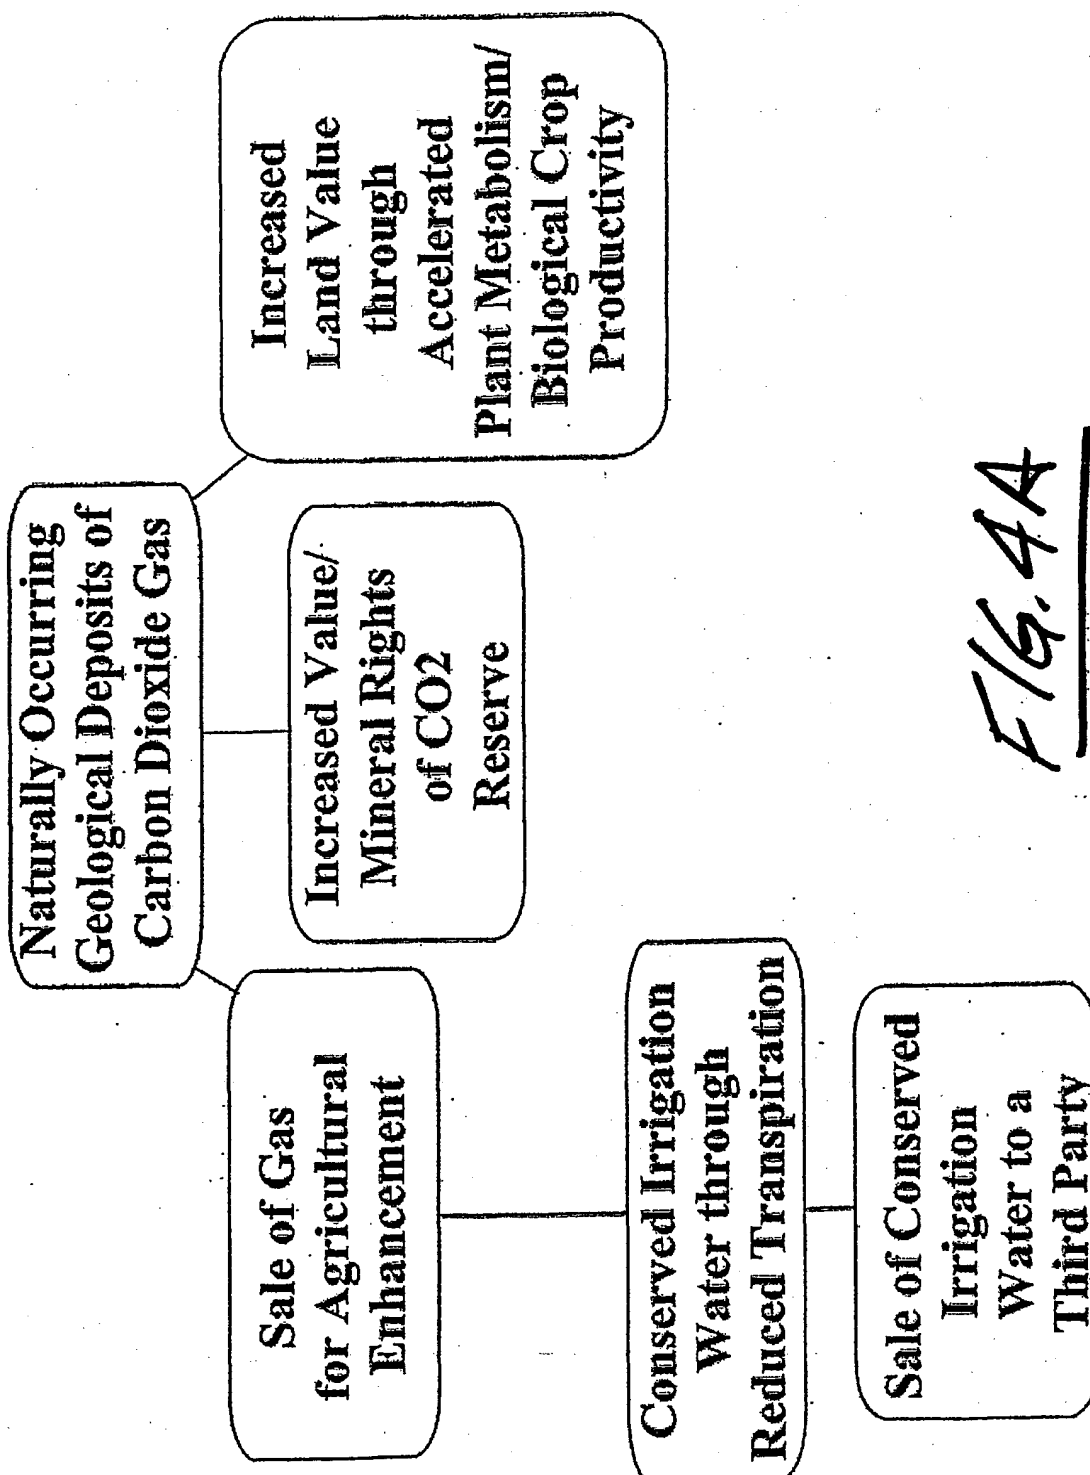 Naturally Occurring
Geological Deposits of
Carbon Dioxide Gas
Sale of Gas
for Agricultural
Enhancement
Increased Value/
Mineral Rights
of CO2
Reserve
Increased
Land Value
through
Accelerated
Plant Metabolism/
Biological Crop
Productivity
Conserved Irrigation
Water through
Reduced Transpiration
Sale of Conserved
Irrigation
Water to a
Third Party
FIG. 4A